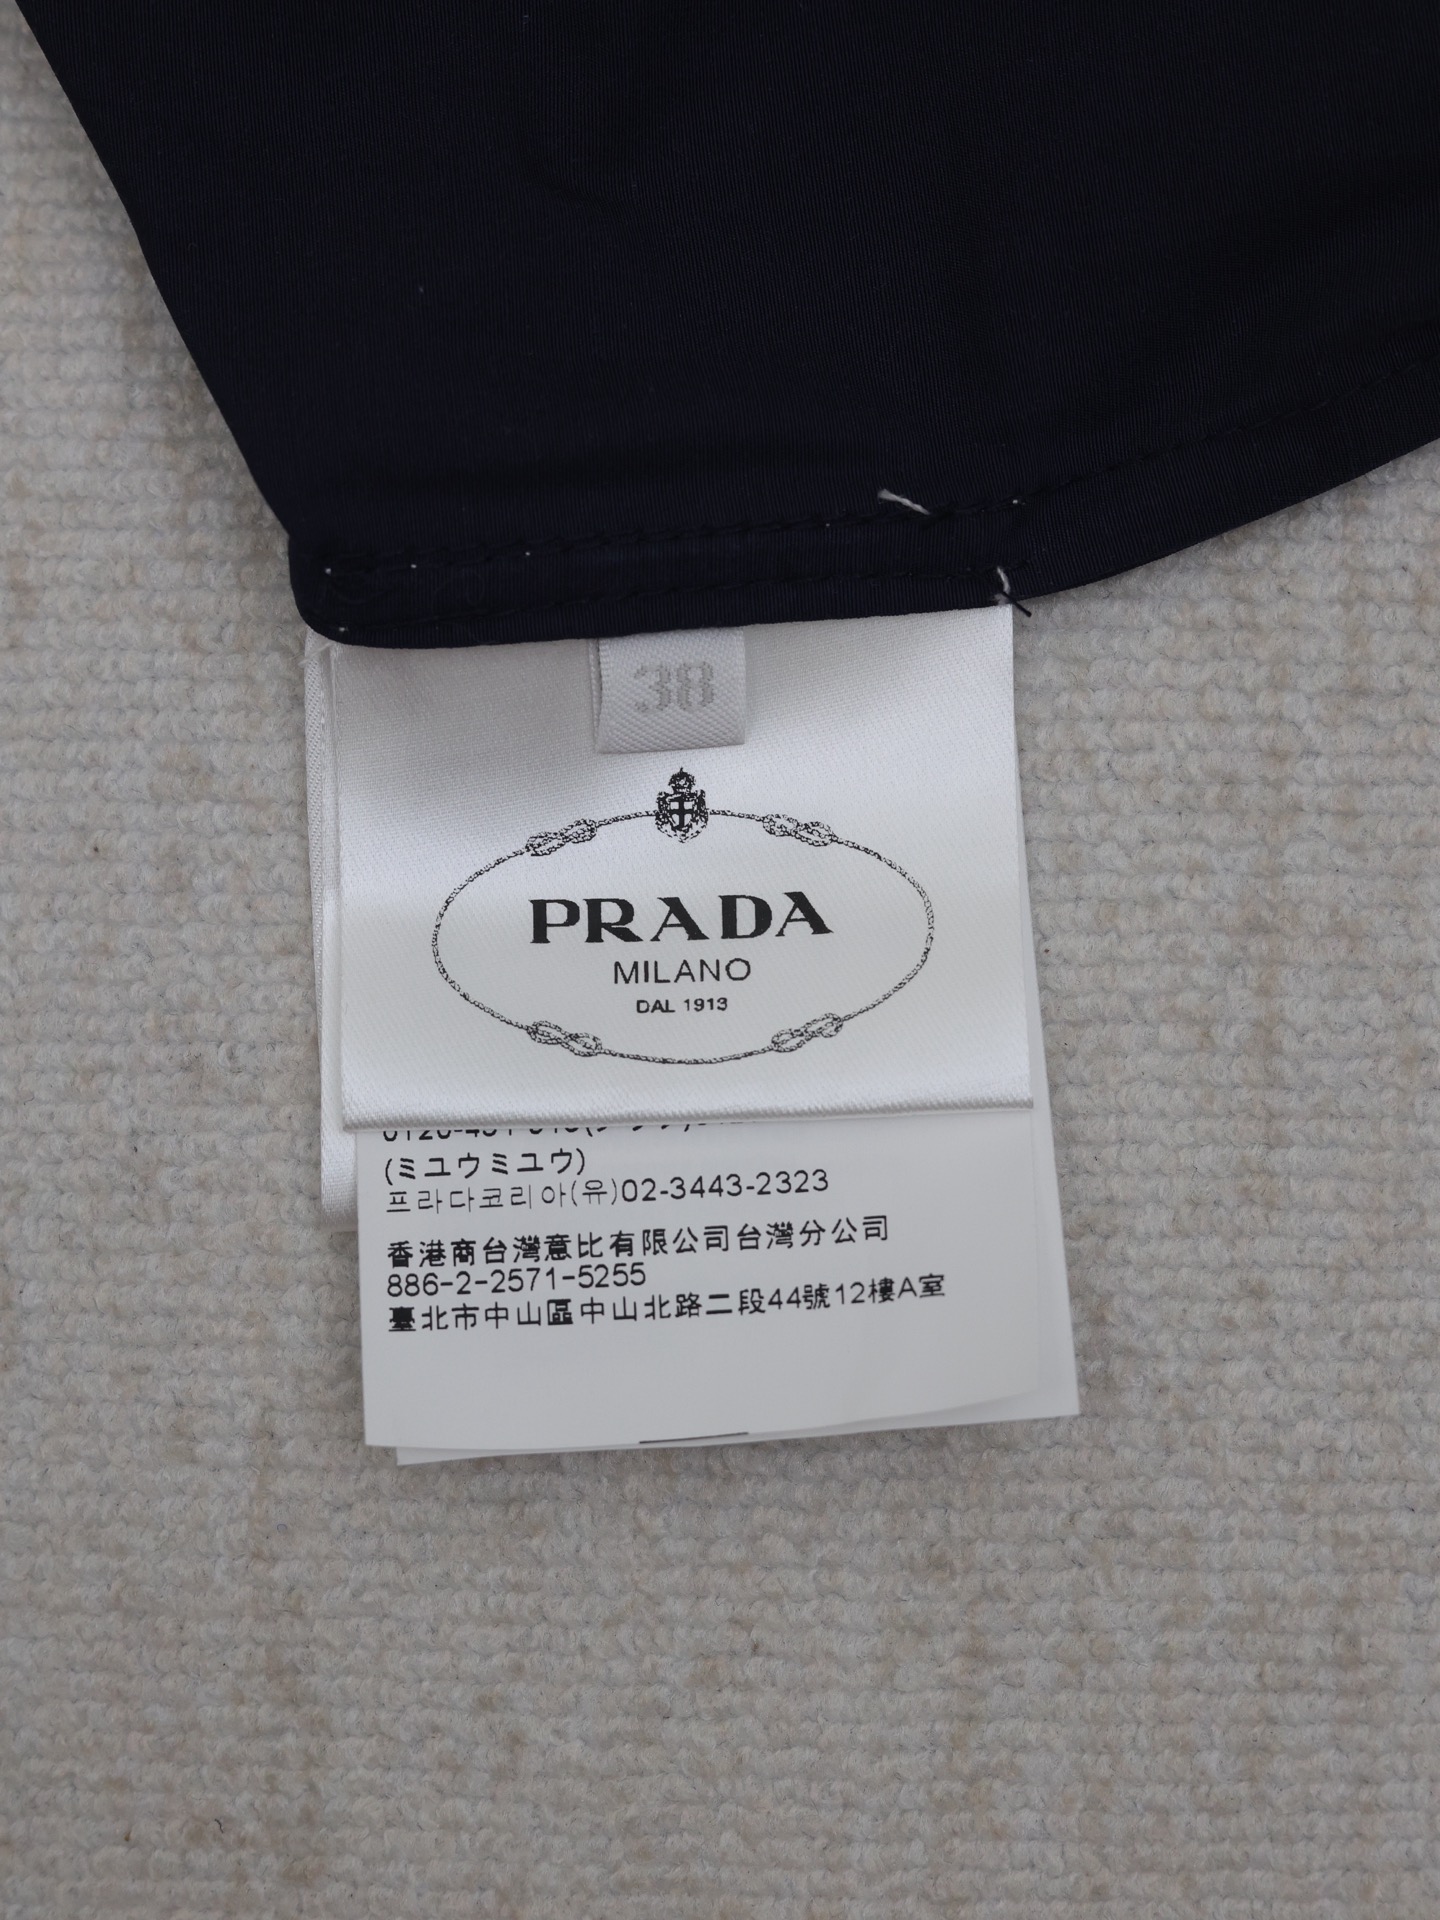 38
PRADA
MILANO
DAL 1913
(ミユウミユウ)
프라다코리아(유)02-3443-2323
香港商台灣意比有限公司台灣分公司
886-2-2571-5255
臺北市中山區中山北路二段44號12樓A室